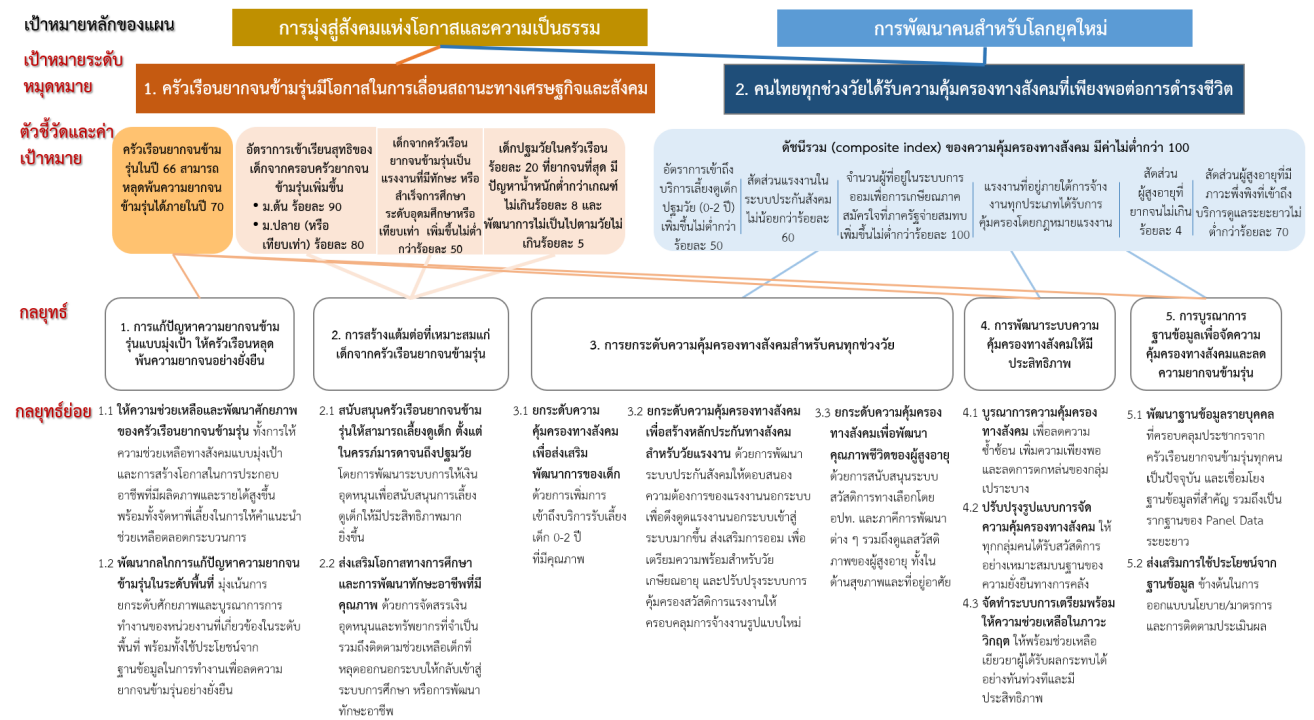 เป้าหมายหลักของแผน
การมุ่งสู่สังคมแห่งโอกาสและความเป็นธรรม
การพัฒนาคนสำหรับโลกยุคใหม่
เป้าหมายระดับ
หมุดหมาย
1. ครัวเรือนยากจนข้ามรุ่นมีโอกาสในการเลื่อนสถานะทางเศรษฐกิจและสังคม
2. คนไทยทุกช่วงวัยได้รับความคุ้มครองทางสังคมที่เพียงพอต่อการดำรงชีวิต
ตัวชี้วัดและค่า
เป้าหมาย
ครัวเรือนยากจนข้าม
รุ่นในปี 66 สามารถ
หลุดพ้นความยากจน
ข้ามรุ่นได้ภายในปี 70
อัตราการเข้าเรียนสุทธิของ
เด็กจากครอบครัวยากจน
ข้ามรุ่นเพิ่มขึ้น
• ม.ต้น ร้อยละ 90
• ม.ปลาย (หรือ
เทียบเท่า) ร้อยละ 80
เด็กจากครัวเรือน
ยากจนข้ามรุ่นเป็น
แรงงานที่มีทักษะ หรือ
สำเร็จการศึกษา
ระดับอุดมศึกษาหรือ
เทียบเท่า เพิ่มขึ้นไม่ต่ำ
กว่าร้อยละ 50
เด็กปฐมวัยในครัวเรือน
ร้อยละ 20 ที่ยากจนที่สุด มี
ปัญหาน้ำหนักต่ำกว่าเกณฑ์
ไม่เกินร้อยละ 8 และ
พัฒนาการไม่เป็นไปตามวัยไม่
เกินร้อยละ 5
ดัชนีรวม (composite index) ของความคุ้มครองทางสังคม มีค่าไม่ต่ำกว่า 100
อัตราการเข้าถึง
บริการเลี้ยงดูเด็ก
ปฐมวัย (0-2 ปี)
เพิ่มขึ้นไม่ต่ำกว่า
ร้อยละ 50
สัดส่วนแรงงานใน
ระบบประกันสังคม
ไม่น้อยกว่าร้อยละ
60
จำนวนผู้ที่อยู่ในระบบการ
ออมเพื่อการเกษียณภาค
สมัครใจที่ภาครัฐจ่ายสมทบ
เพิ่มขึ้นไม่ต่ำกว่าร้อยละ 100
แรงงานที่อยู่ภายใต้การจ้าง
งานทุกประเภทได้รับการ
คุ้มครองโดยกฎหมายแรงงาน
สัดส่วน
ผู้สูงอายุที่
ยากจนไม่เกิน
ร้อยละ 4
สัดส่วนผู้สูงอายุที่มี
ภาวะพึ่งพิงที่เข้าถึง
บริการดูแลระยะยาวไม่
ต่ำกว่าร้อยละ 70
กลยุทธ์
1. การแก้ปัญหาความยากจนข้าม
รุ่นแบบมุ่งเป้า ให้ครัวเรือนหลุด
พ้นความยากจนอย่างยั่งยืน
2. การสร้างแต้มต่อที่เหมาะสมแก่
เด็กจากครัวเรือนยากจนข้ามรุ่น
3. การยกระดับความคุ้มครองทางสังคมสำหรับคนทุกช่วงวัย
4. การพัฒนาระบบความ
คุ้มครองทางสังคมให้มี
ประสิทธิภาพ
5. การบูรณาการ
ฐานข้อมูลเพื่อจัดความ
คุ้มครองทางสังคมและลด
ความยากจนข้ามรุ่น
กลยุทธ์ย่อย
1.1 ให้ความช่วยเหลือและพัฒนาศักยภาพ
ของครัวเรือนยากจนข้ามรุ่น ทั้งการให้
ความช่วยเหลือทางสังคมแบบมุ่งเป้า
และการสร้างโอกาสในการประกอบ
อาชีพที่มีผลิตภาพและรายได้สูงขึ้น
พร้อมทั้งจัดหาพี่เลี้ยงในการให้คำแนะนำ
ช่วยเหลือตลอดกระบวนการ
1.2 พัฒนากลไกการแก้ปัญหาความยากจน
ข้ามรุ่นในระดับพื้นที่ มุ่งเน้นการ
ยกระดับศักยภาพและบูรณาการการ
ทำงานของหน่วยงานที่เกี่ยวข้องในระดับ
พื้นที่ พร้อมทั้งใช้ประโยชน์จาก
ฐานข้อมูลในการทำงานเพื่อลดความ
ยากจนข้ามรุ่นอย่างยั่งยืน
2.1 สนับสนุนครัวเรือนยากจนข้าม
รุ่นให้สามารถเลี้ยงดูเด็ก ตั้งแต่
ในครรภ์มารดาจนถึงปฐมวัย
โดยการพัฒนาระบบการให้เงิน
อุดหนุนเพื่อสนับสนุนการเลี้ยง
ดูเด็กให้มีประสิทธิภาพมาก
ยิ่งขึ้น
2.2 ส่งเสริมโอกาสทางการศึกษา
และการพัฒนาทักษะอาชีพที่มี
คุณภาพ ด้วยการจัดสรรเงิน
อุดหนุนและทรัพยากรที่จำเป็น
รวมถึงติดตามช่วยเหลือเด็กที่
หลุดออกนอกระบบให้กลับเข้าสู่
ระบบการศึกษา หรือการพัฒนา
ทักษะอาชีพ
3.1 ยกระดับความ
คุ้มครองทางสังคม
เพื่อส่งเสริม
พัฒนาการของเด็ก
ด้วยการเพิ่มการ
เข้าถึงบริการรับเลี้ยง
เด็ก 0-2 ปี
ที่มีคุณภาพ
3.2 ยกระดับความคุ้มครองทางสังคม
เพื่อสร้างหลักประกันทางสังคม
สำหรับวัยแรงงาน ด้วยการพัฒนา
ระบบประกันสังคมให้ตอบสนอง
ความต้องการของแรงงานนอกระบบ
เพื่อดึงดูดแรงงานนอกระบบเข้าสู่
ระบบมากขึ้น ส่งเสริมการออม เพื่อ
เตรียมความพร้อมสำหรับวัย
เกษียณอายุ และปรับปรุงระบบการ
คุ้มครองสวัสดิการแรงงานให้
ครอบคลุมการจ้างงานรูปแบบใหม่
3.3 ยกระดับความคุ้มครอง
ทางสังคมเพื่อพัฒนา
คุณภาพชีวิตของผู้สูงอายุ
ด้วยการสนับสนุนระบบ
สวัสดิการทางเลือกโดย
อปท. และภาคีการพัฒนา
ต่าง ๆ รวมถึงดูแลสวัสดิ
ภาพของผู้สูงอายุ ทั้งใน
ด้านสุขภาพและที่อยู่อาศัย
4.1 บูรณาการความคุ้มครอง
ทางสังคม เพื่อลดความ
ซ้ำซ้อน เพิ่มความเพียงพอ
และลดการตกหล่นของกลุ่ม
เปราะบาง
4.2 ปรับปรุงรูปแบบการจัด
ความคุ้มครองทางสังคม ให้
ทุกกลุ่มคนได้รับสวัสดิการ
อย่างเหมาะสมบนฐานของ
ความยั่งยืนทางการคลัง
4.3 จัดทำระบบการเตรียมพร้อม
ให้ความช่วยเหลือในภาวะ
วิกฤต ให้พร้อมช่วยเหลือ
เยียวยาผู้ได้รับผลกระทบได้
อย่างทันท่วงทีและมี
ประสิทธิภาพ
5.1 พัฒนาฐานข้อมูลรายบุคคล
ที่ครอบคลุมประชากรจาก
ครัวเรือนยากจนข้ามรุ่นทุกคน
เป็นปัจจุบัน และเชื่อมโยง
ฐานข้อมูลที่สำคัญ รวมถึงเป็น
รากฐานของ Panel Data
ระยะยาว
5.2 ส่งเสริมการใช้ประโยชน์จาก
ฐานข้อมูล ข้างต้นในการ
ออกแบบนโยบาย/มาตรการ
และการติดตามประเมินผล